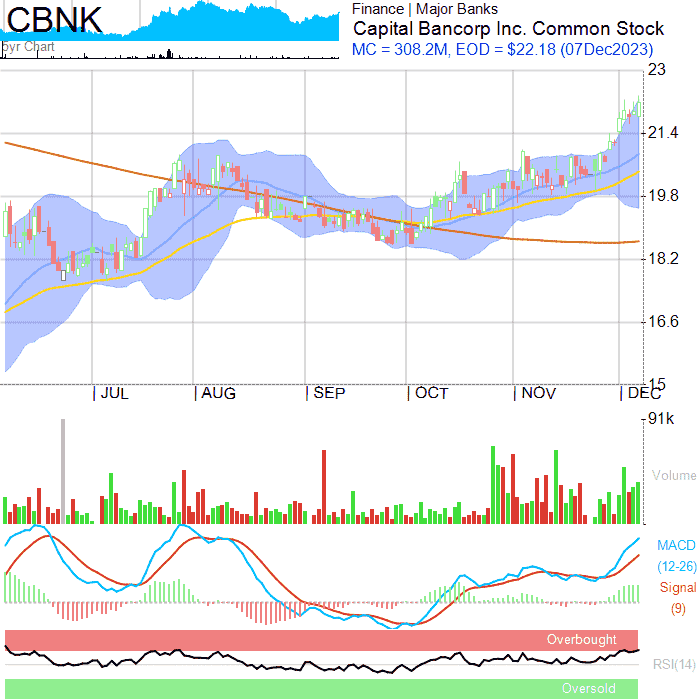 CBNK
5yr Chart
Finance | Major Banks
Capital Bancorp Inc. Common Stock
MC = 308.2M, EOD = $22.18 (07Dec2023)
23
21.4
19.8
18.2
16.6
15
JUL
AUG
SEP
OCT
NOV
DEC
91k
Volume
MACD
(12-26)
Signal
(9)
Overbought
RSI(14)
Oversold